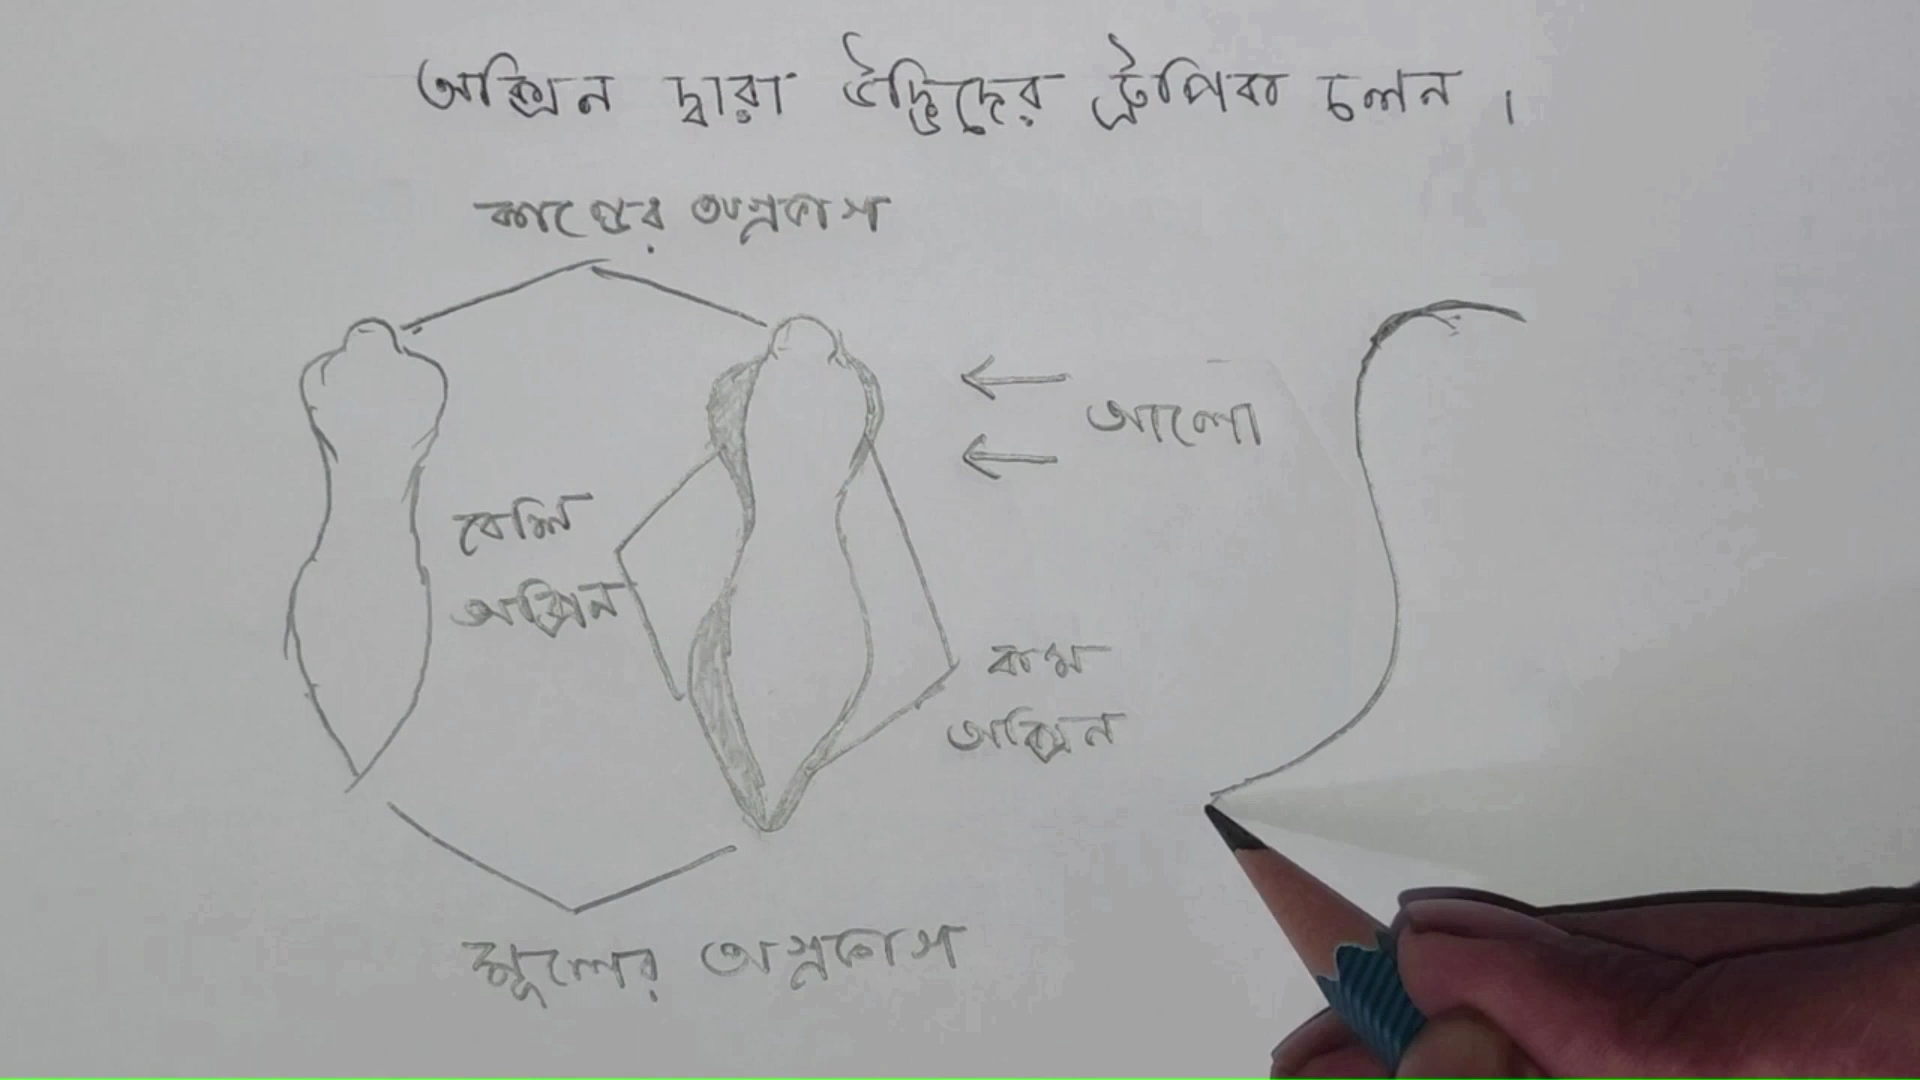 অক্সিন দ্বারা উদ্ভিদের ট্রপিক চলন ।
কাণ্ডের অগ্রভাগ
আলো
বেশি
অক্সিন
কম
অক্সিন
মূলের অগ্রভাগ